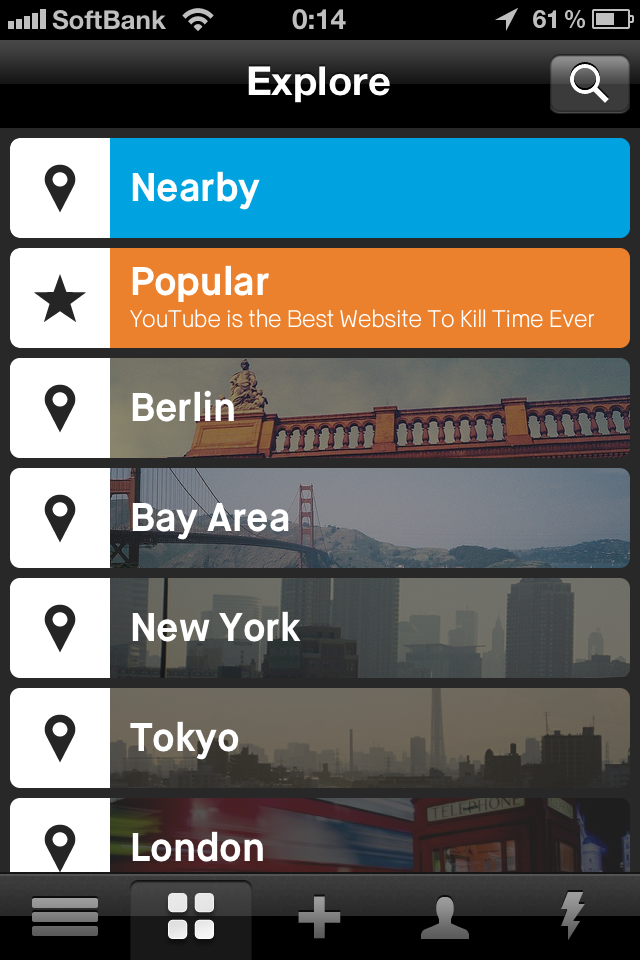 SoftBank 0:14 61 %
Explore
Nearby
Popular
YouTube is the Best Website To Kill Time Ever
Berlin
Bay Area
New York
Tokyo
London
TELEPHONE